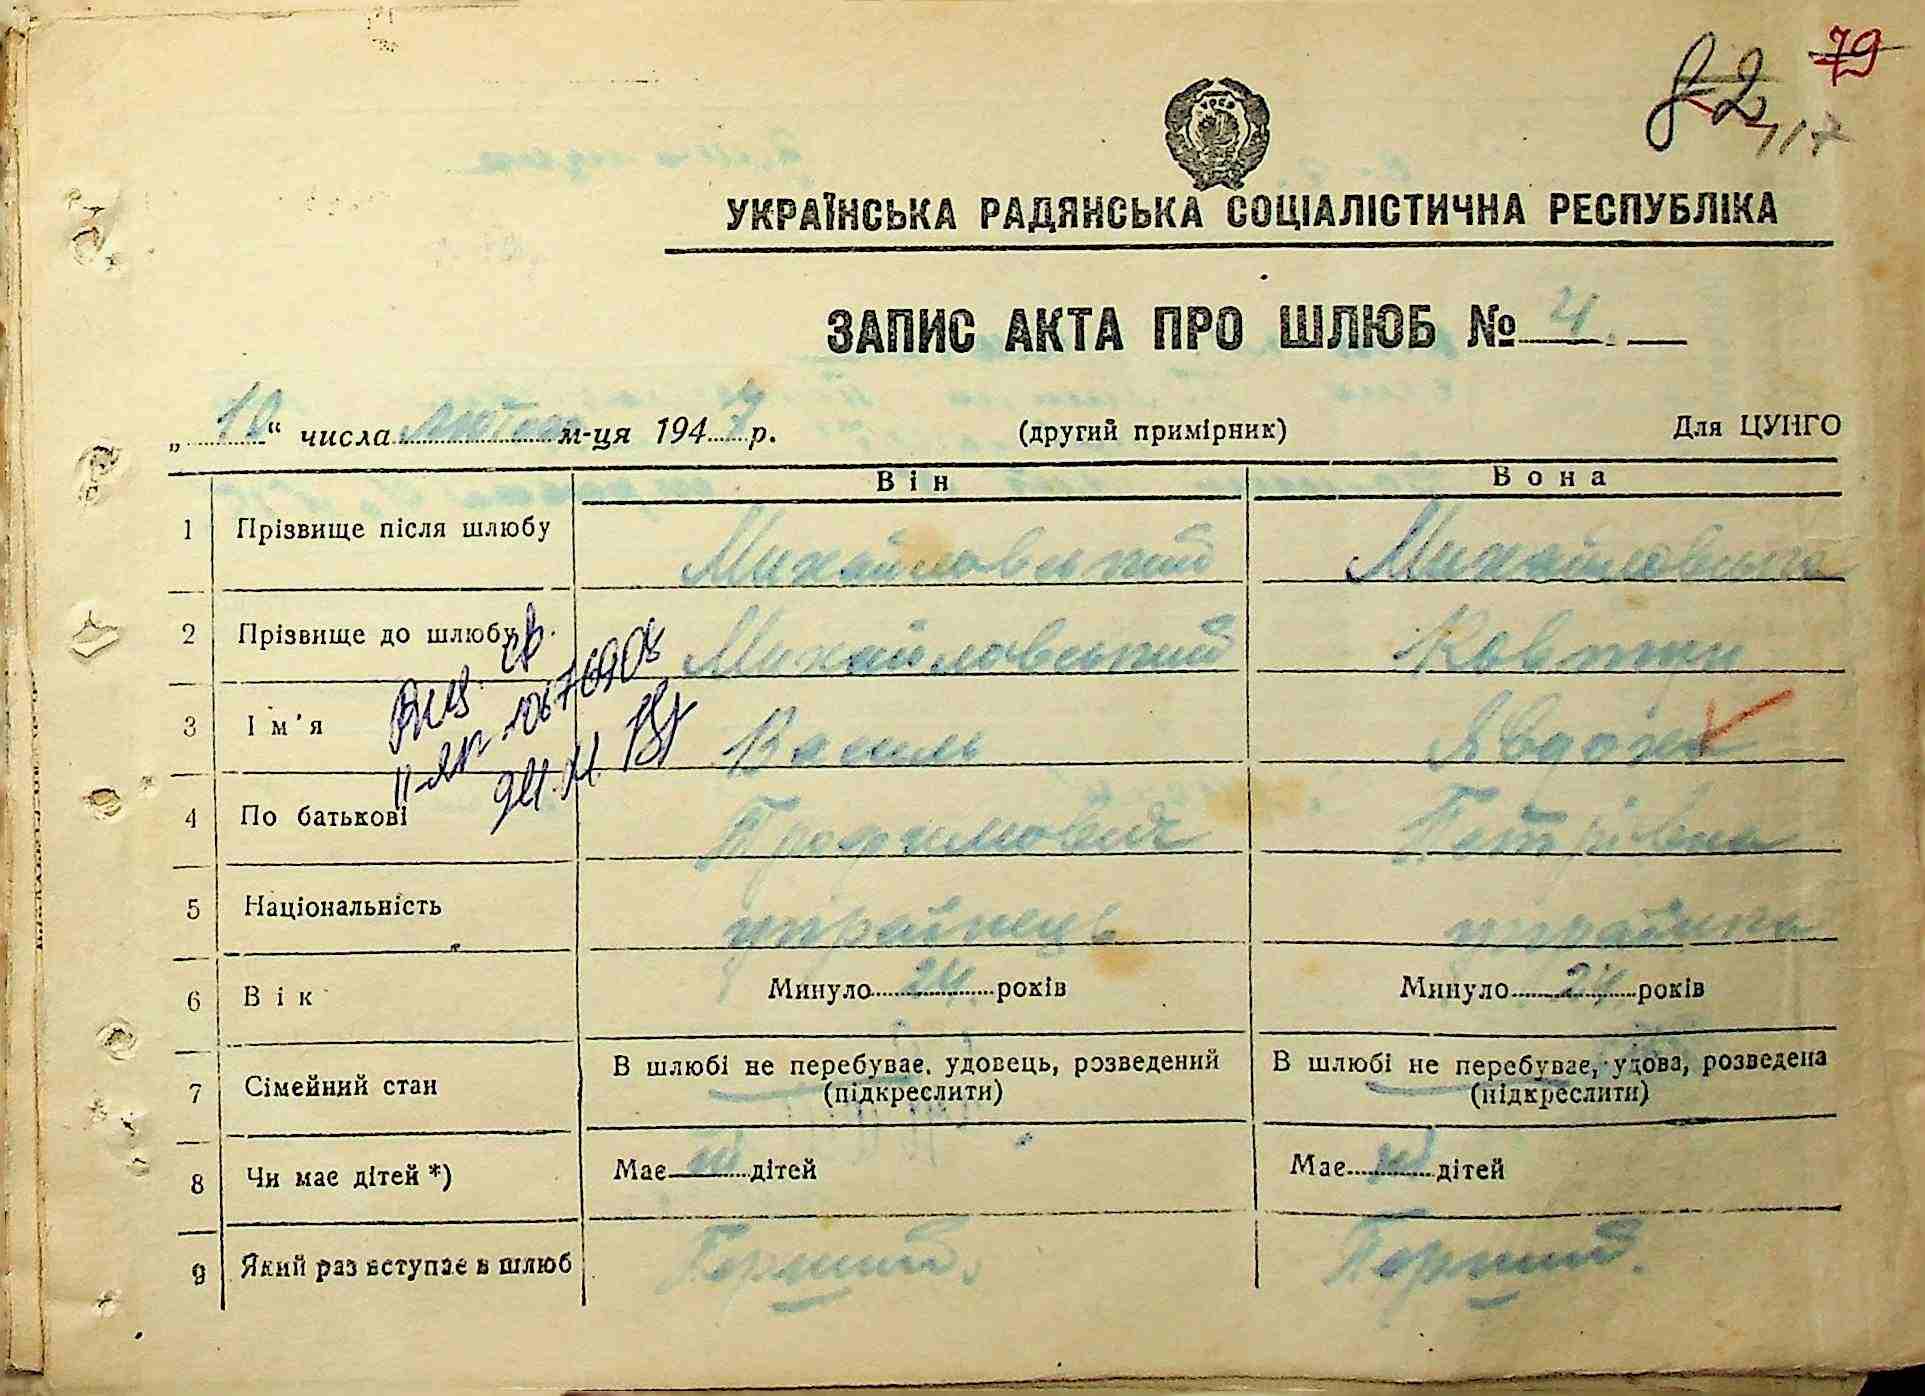 79
82
117
УКРАЇНСЬКА РАДЯНСЬКА СОЦІАЛІСТИЧНА РЕСПУБЛІКА
ЗАПИС АКТА ПРО ШЛЮБ № 4.
„10“ числа лютого м-ця 1947 р. (другий примірник) Для ЦУНГО
Він Вона
1 Прізвище після шлюбу Михайловський Михайловська
2 Прізвище до шлюбу Михайловський Ковтун
3 Ім'я Василь Явдоха
4 По батькові Трофимович Петрівна
5 Національність українець українка
6 Вік Минуло 24 років Минуло 24 років
7 Сімейний стан В шлюбі не перебуває, удовець, розведений (підкреслити) В шлюбі не перебуває, удова, розведена (підкреслити)
8 Чи має дітей *) Має дітей Має дітей
9 Який раз вступає в шлюб Перший. Перший.